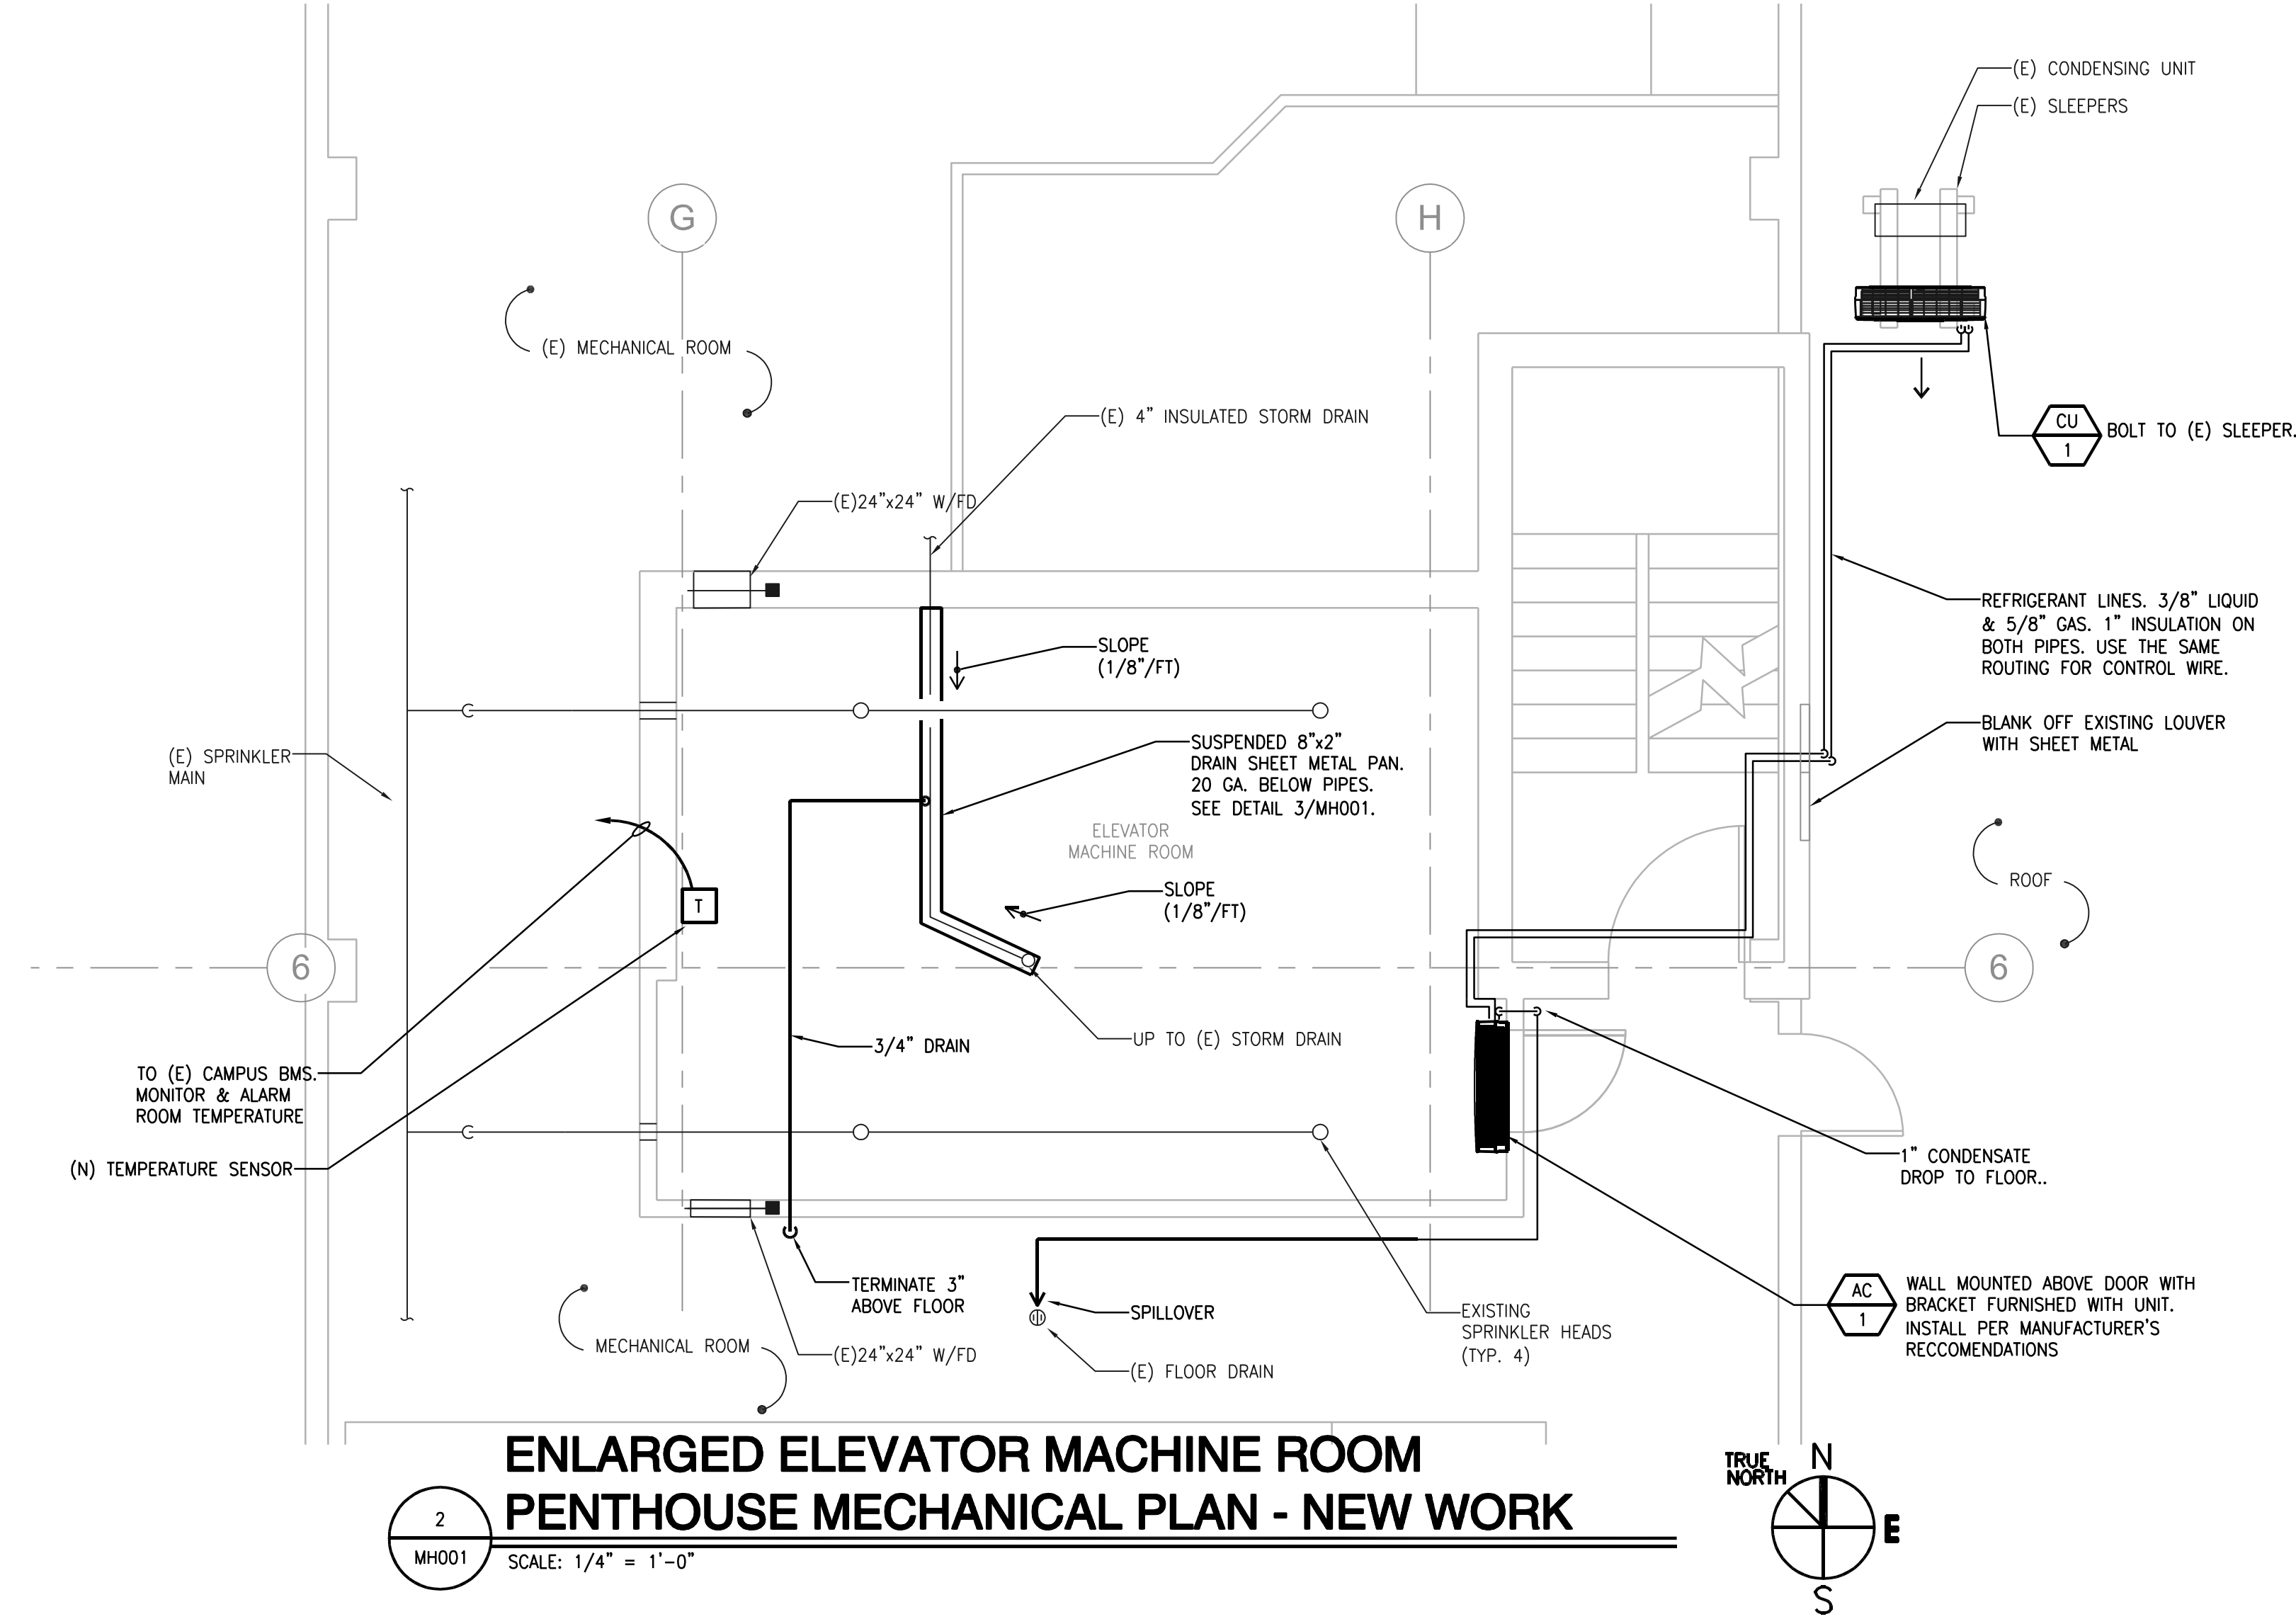 (E) CONDENSING UNIT
(E) SLEEPERS
G
H
(E) MECHANICAL ROOM
(E) 4" INSULATED STORM DRAIN
CU
1
BOLT TO (E) SLEEPER.
(E)24"x24" W/FD
REFRIGERANT LINES. 3/8" LIQUID
& 5/8" GAS. 1" INSULATION ON
BOTH PIPES. USE THE SAME
ROUTING FOR CONTROL WIRE.
SLOPE
(1/8"/FT)
BLANK OFF EXISTING LOUVER
WITH SHEET METAL
(E) SPRINKLER
MAIN
SUSPENDED 8"x2"
DRAIN SHEET METAL PAN.
20 GA. BELOW PIPES.
SEE DETAIL 3/MH001.
ELEVATOR
MACHINE ROOM
T
SLOPE
(1/8"/FT)
ROOF
6
6
UP TO (E) STORM DRAIN
3/4" DRAIN
TO (E) CAMPUS BMS.
MONITOR & ALARM
ROOM TEMPERATURE
(N) TEMPERATURE SENSOR
1" CONDENSATE
DROP TO FLOOR..
AC
1
WALL MOUNTED ABOVE DOOR WITH
BRACKET FURNISHED WITH UNIT.
INSTALL PER MANUFACTURER'S
RECCOMENDATIONS
TERMINATE 3"
ABOVE FLOOR
SPILLOVER
EXISTING
SPRINKLER HEADS
(TYP. 4)
MECHANICAL ROOM
(E)24"x24" W/FD
(E) FLOOR DRAIN
ENLARGED ELEVATOR MACHINE ROOM
PENTHOUSE MECHANICAL PLAN - NEW WORK
2
MH001
SCALE: 1/4" = 1'-0"
TRUE
NORTH
N
E
S